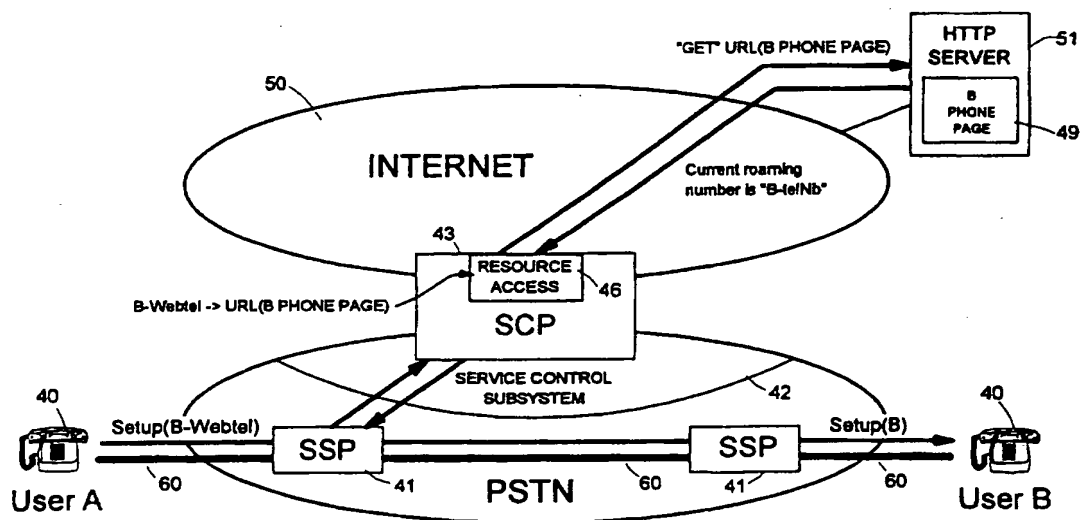 "GET" URL(B PHONE PAGE)
HTTP
SERVER
51
B
PHONE
PAGE
49
50
INTERNET
Current roaming
number is "B-telNb"
43
RESOURCE
ACCESS
46
B-Webtel -> URL(B PHONE PAGE)
SCP
SERVICE CONTROL
SUBSYSTEM
42
40
Setup(B-Webtel)
SSP
SSP
Setup(B)
40
60
41
60
41
60
User A
PSTN
User B